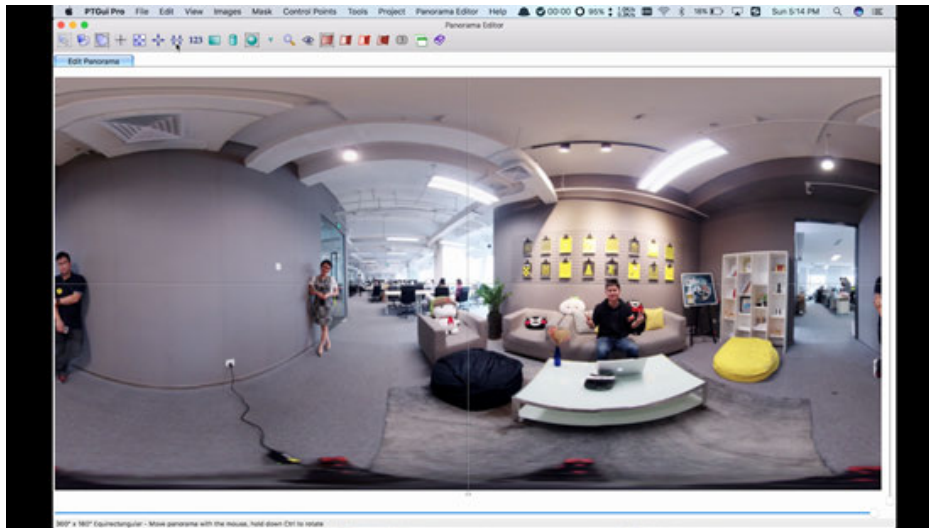 PTGui Pro File Edit View Images Mask Control Points Tools Project Panorama Editor Help 00:00 95% 16% Sun 5:14 PM
Panorama Editor
123
Edit Panorama
360° x 180° Equirectangular - Move panorama with the mouse, hold down Ctrl to rotate